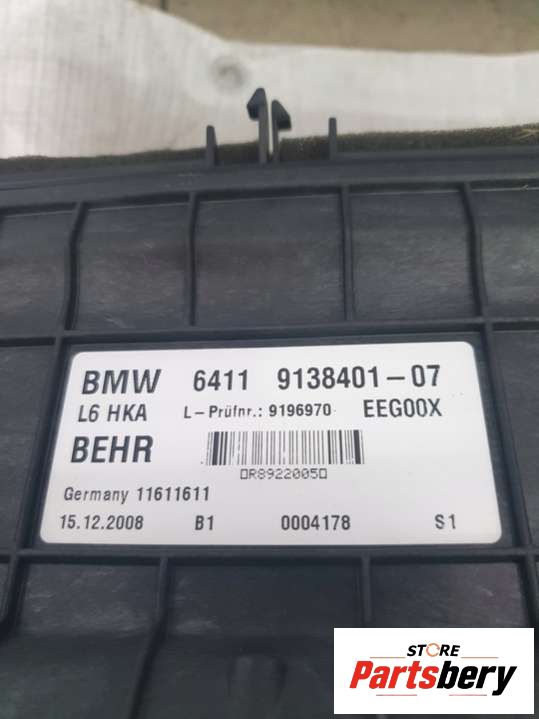 BMW 6411 9138401-07
L6 HKA L-Prüfnr.: 9196970 EEG00X
BEHR
□R8922005□
Germany 11611611
15.12.2008 B1 0004178 S1
STORE
Partsbery